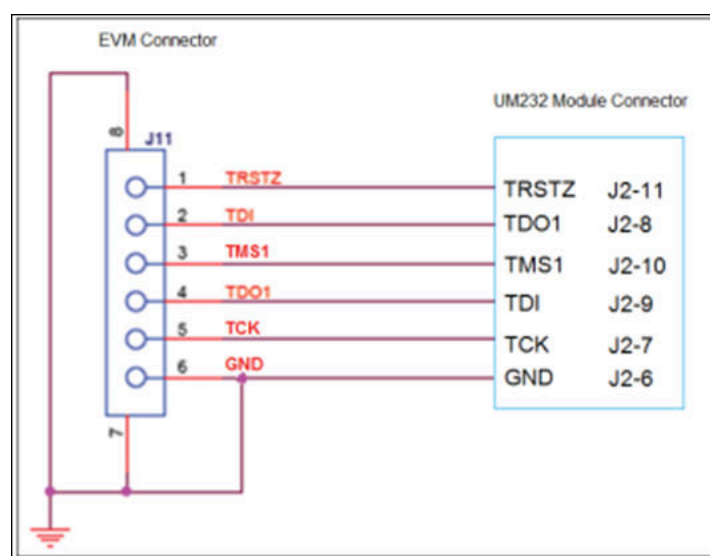 EVM Connector
UM232 Module Connector
8
J11
1 TRSTZ TRSTZ J2-11
2 TDI TDO1 J2-8
3 TMS1 TMS1 J2-10
4 TDO1 TDI J2-9
5 TCK TCK J2-7
6 GND GND J2-6
7